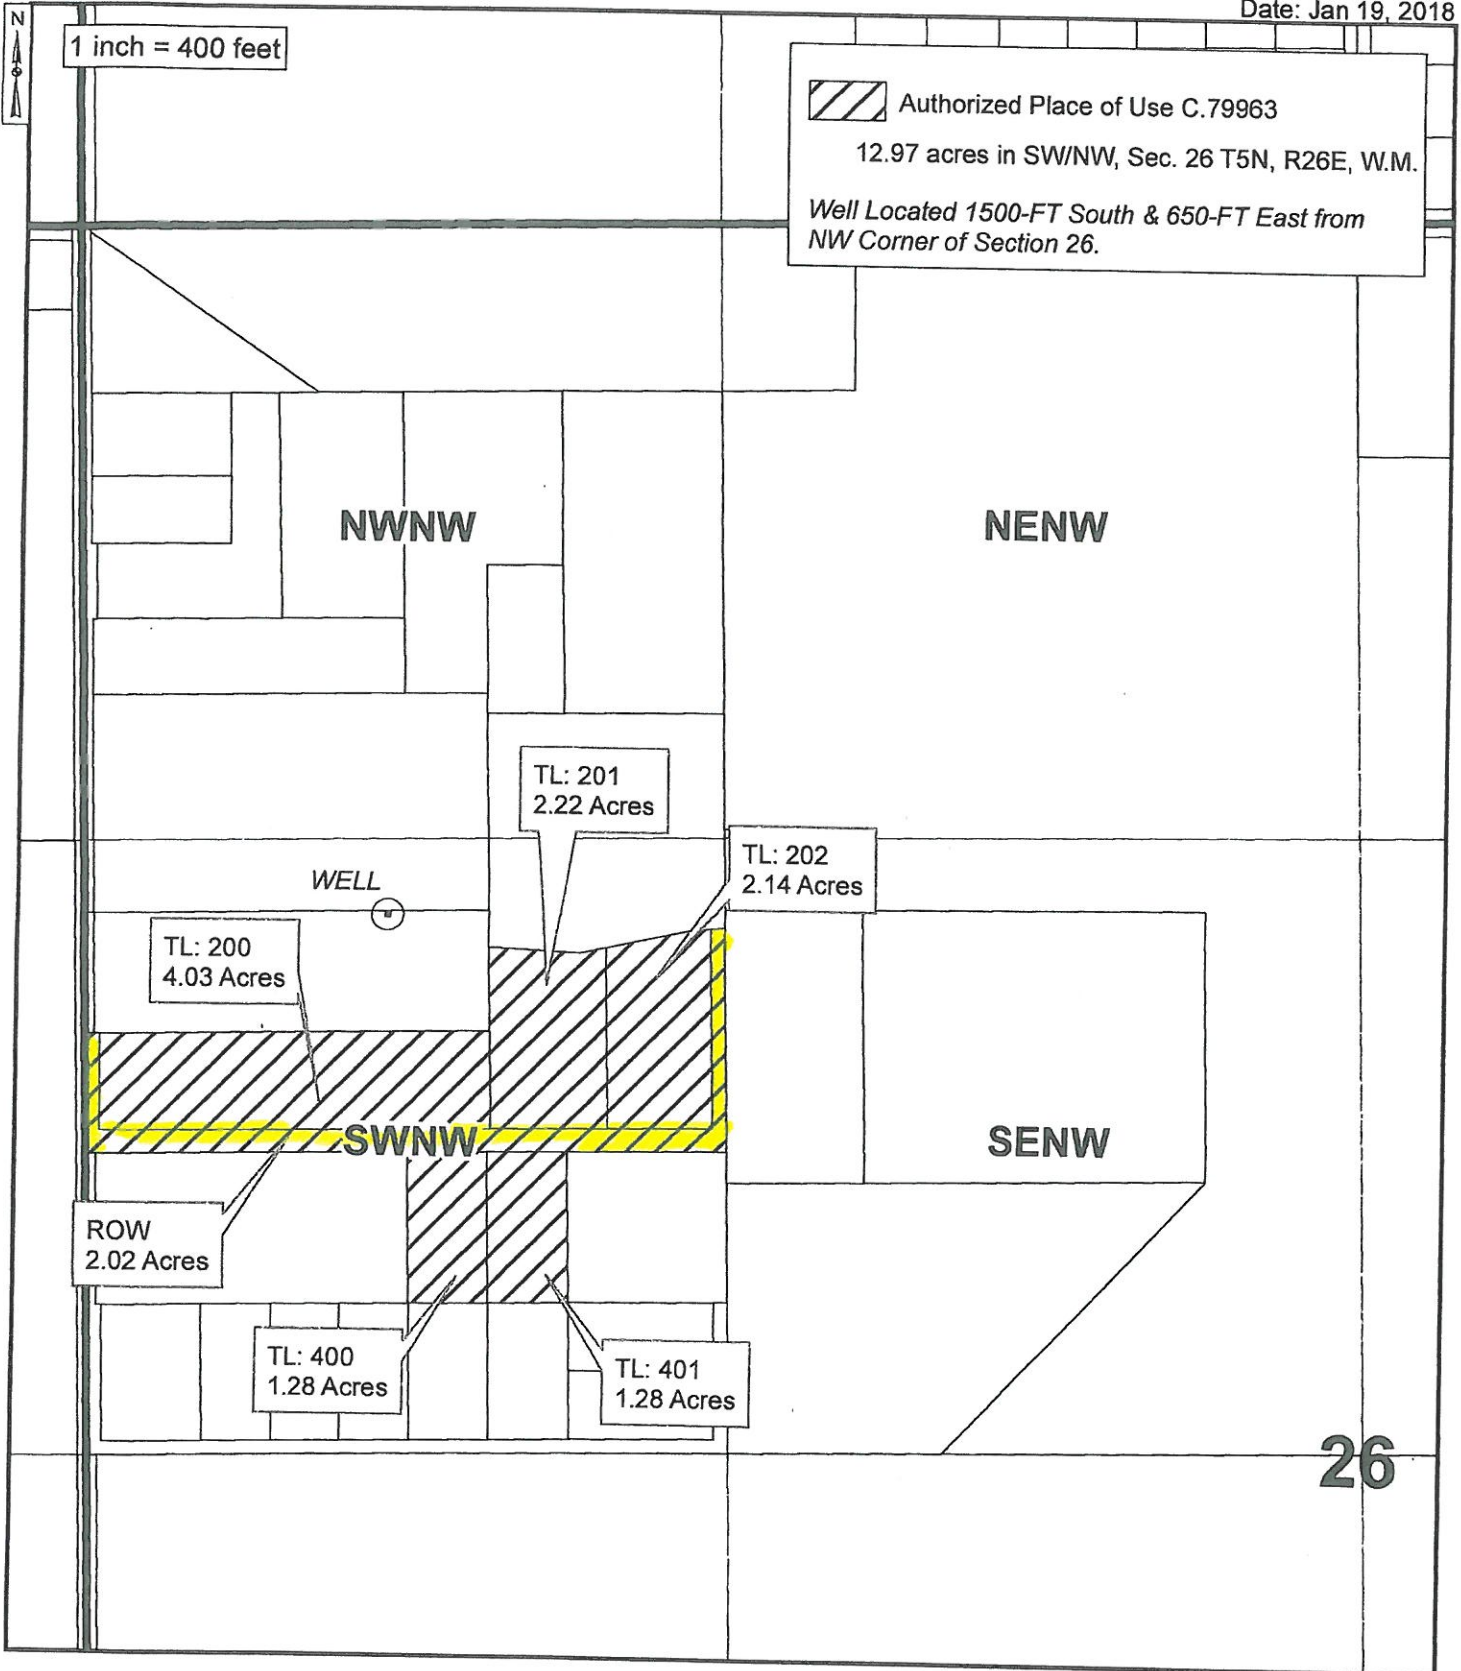 Date: Jan 19, 2018
N
1 inch = 400 feet
Authorized Place of Use C.79963
12.97 acres in SW/NW, Sec. 26 T5N, R26E, W.M.
Well Located 1500-FT South & 650-FT East from
NW Corner of Section 26.
NWNW
NENW
TL: 201
2.22 Acres
TL: 202
2.14 Acres
WELL
TL: 200
4.03 Acres
SWNW
SENW
ROW
2.02 Acres
TL: 400
1.28 Acres
TL: 401
1.28 Acres
26